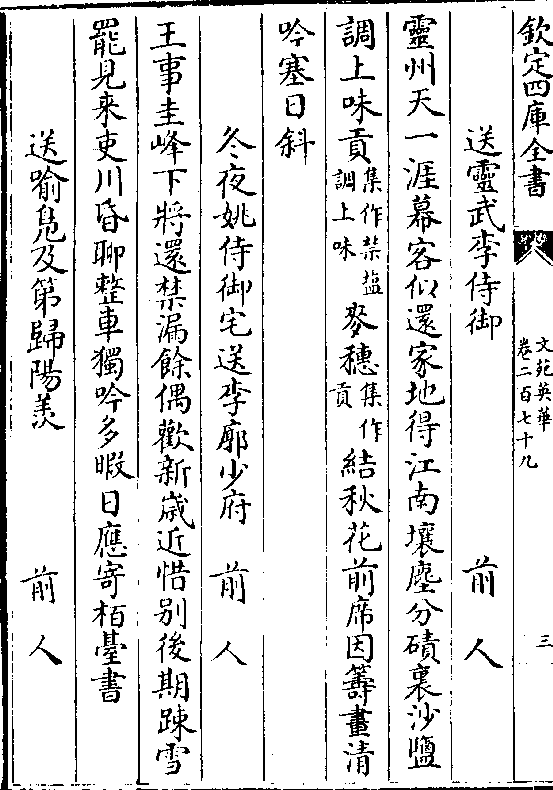 欽定四庫全書
文苑英華
卷二百七十九
三
送靈武李侍御
前人
靈州天一涯幕客似還家地得江南壤塵分磧裏沙鹽
調上味貢集作禁鹽調上味麥穗集作貢結秋花前席因籌畫清
吟塞日斜
冬夜姚侍御宅送李廓少府
前人
王事圭峰下將還禁漏餘偶歡新歲近惜别後期踈雪
罷見来吏川昏聊整車獨吟多暇日應寄栢臺書
送喻鳬及第歸陽羡
前人